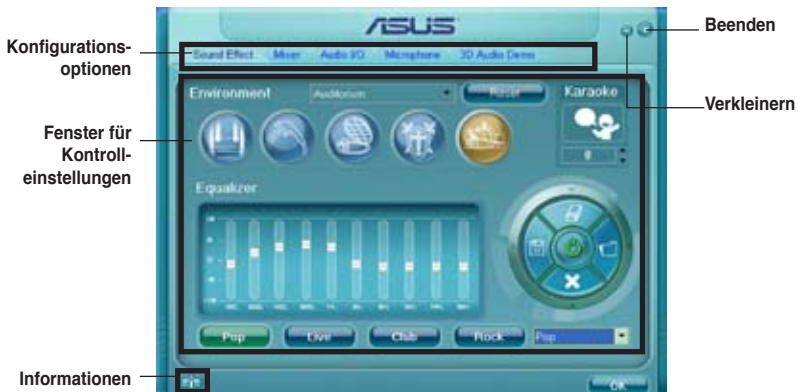 ASUS
Beenden
Konfigurations-
optionen
Sound Effect Mixer Audio I/O Microphone 3D Audio Demo
Verkleinern
Environment Auditorium Reset Karaoke
Fenster für
Kontroll-
einstellungen
0
Equalizer
Pop Live Club Rock Pop
Informationen
OK